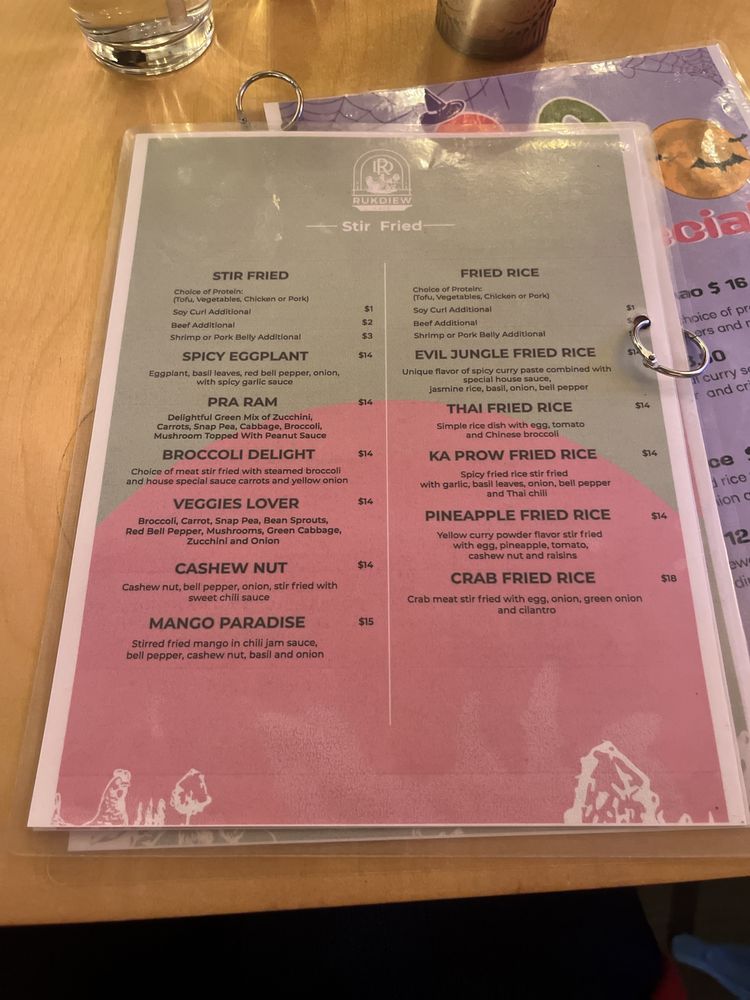 RD
RUKDIEW
Stir Fried
STIR FRIED
Choice of Protein:
(Tofu, Vegetables, Chicken or Pork)
Soy Curl Additional $1
Beef Additional $2
Shrimp or Pork Belly Additional $3
SPICY EGGPLANT $14
Eggplant, basil leaves, red bell pepper, onion,
with spicy garlic sauce
PRA RAM $14
Delightful Green Mix of Zucchini,
Carrots, Snap Pea, Cabbage, Broccoli,
Mushroom Topped With Peanut Sauce
BROCCOLI DELIGHT $14
Choice of meat stir fried with steamed broccoli
and house special sauce carrots and yellow onion
VEGGIES LOVER $14
Broccoli, Carrot, Snap Pea, Bean Sprouts,
Red Bell Pepper, Mushrooms, Green Cabbage,
Zucchini and Onion
CASHEW NUT $14
Cashew nut, bell pepper, onion, stir fried with
sweet chili sauce
MANGO PARADISE $15
Stirred fried mango in chili jam sauce,
bell pepper, cashew nut, basil and onion
FRIED RICE
Choice of Protein:
(Tofu, Vegetables, Chicken or Pork)
Soy Curl Additional $1
Beef Additional
Shrimp or Pork Belly Additional
EVIL JUNGLE FRIED RICE
Unique flavor of spicy curry paste combined with
special house sauce,
jasmine rice, basil, onion, bell pepper
THAI FRIED RICE $14
Simple rice dish with egg, tomato
and Chinese broccoli
KA PROW FRIED RICE $14
Spicy fried rice stir fried
with garlic, basil leaves, onion, bell pepper
and Thai chili
PINEAPPLE FRIED RICE $14
Yellow curry powder flavor stir fried
with egg, pineapple, tomato,
cashew nut and raisins
CRAB FRIED RICE $18
Crab meat stir fried with egg, onion, green onion
and cilantro
$ 16
curry
and
rice